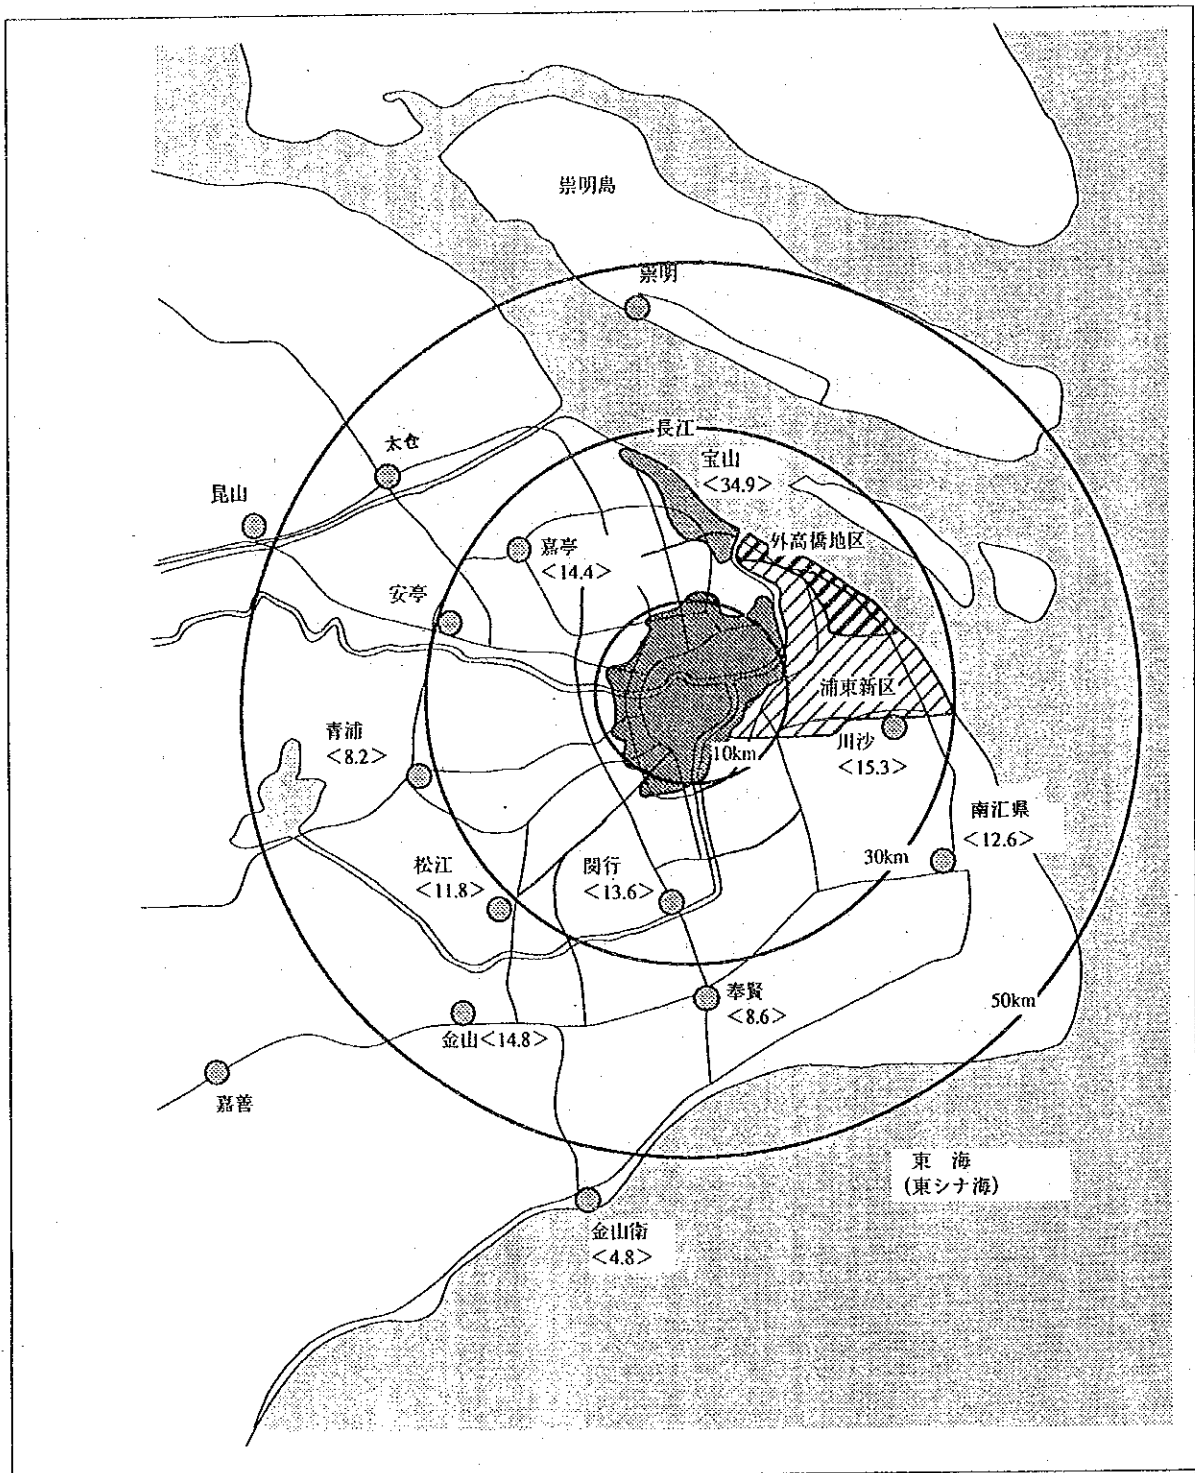 崇明島
崇明
長江
宝山
<34.9>
太仓
昆山
外高橋地区
嘉亭
<14.4>
安亭
浦東新区
青浦
<8.2>
10km
川沙
<15.3>
南汇県
<12.6>
30km
松江
<11.8>
閔行
<13.6>
奉賢
<8.6>
50km
金山<14.8>
嘉善
東 海
(東シナ海)
金山衛
<4.8>